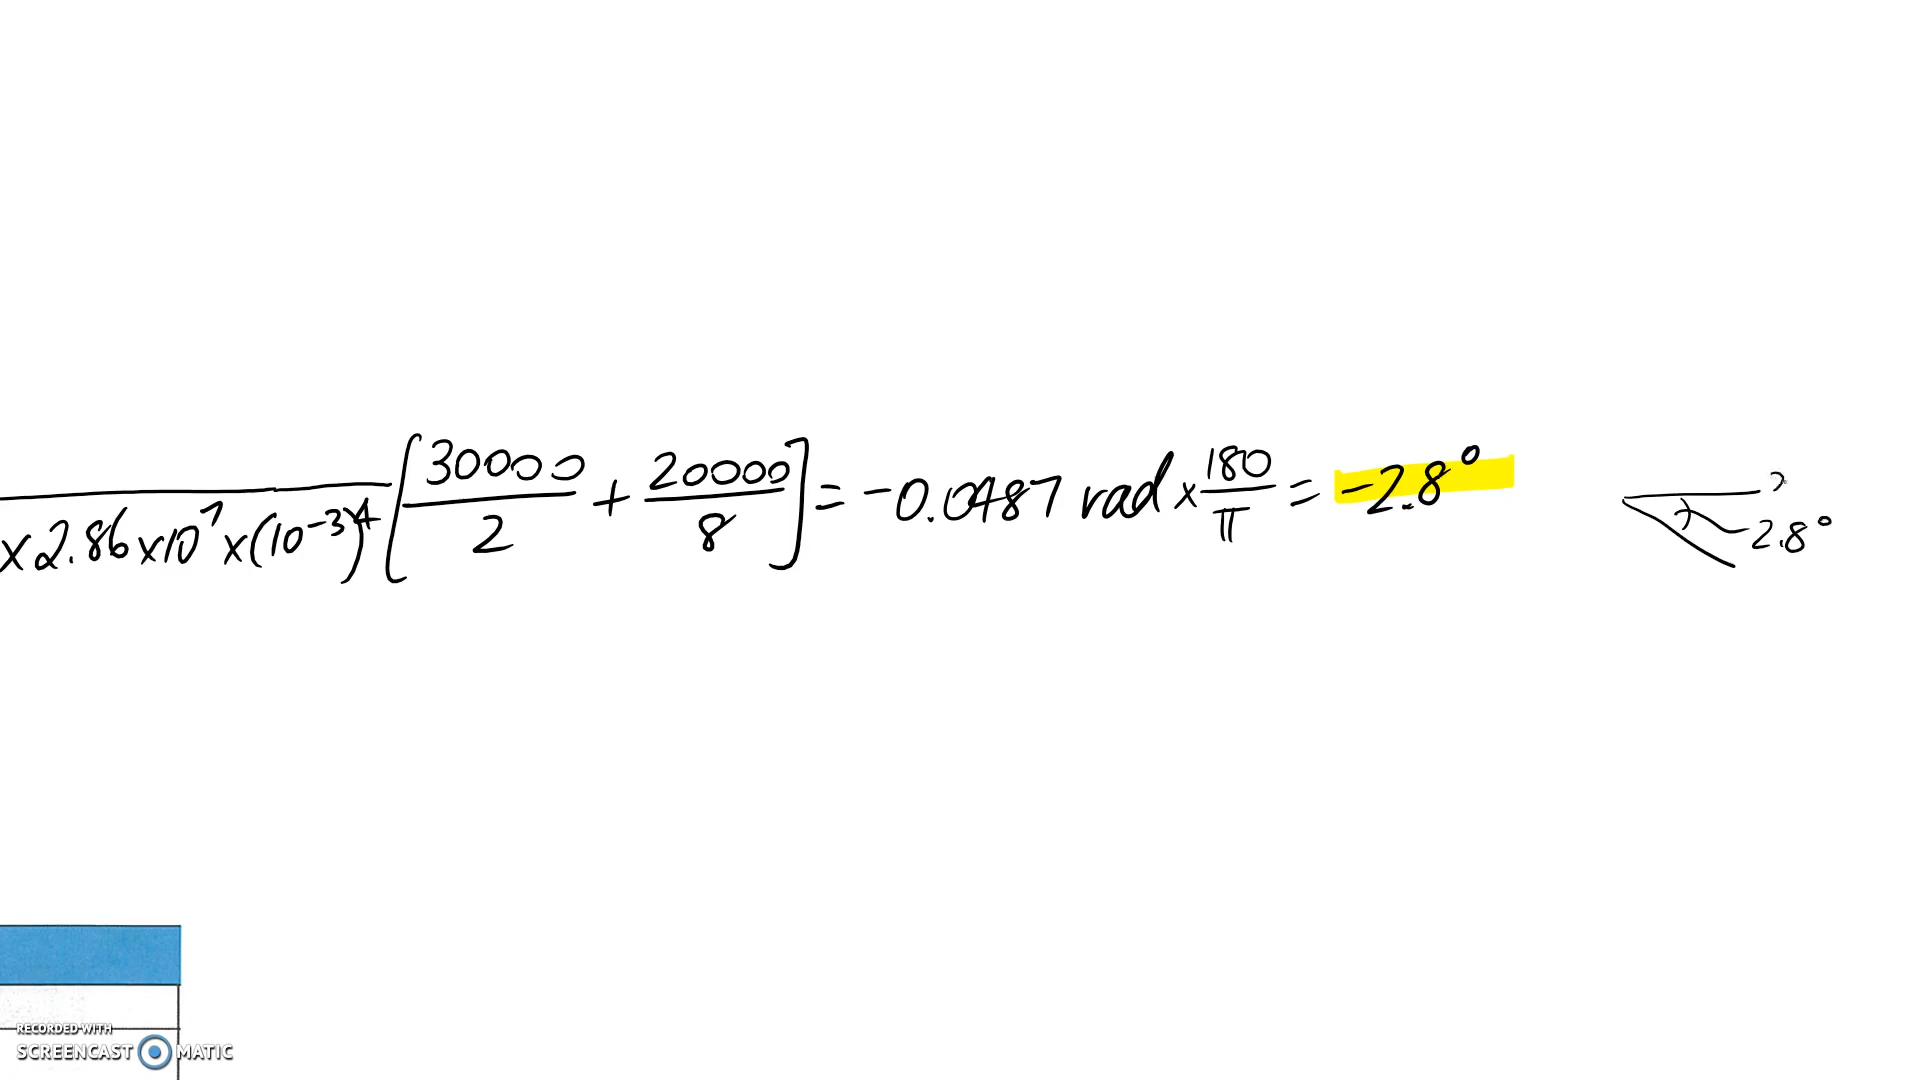 x 2.86 x 10⁷ x (10⁻³)⁴ [30000/2 + 20000/8] = -0.0487 rad x 180/π = -2.8°
2.8°
RECORDED WITH
SCREENCAST MATIC